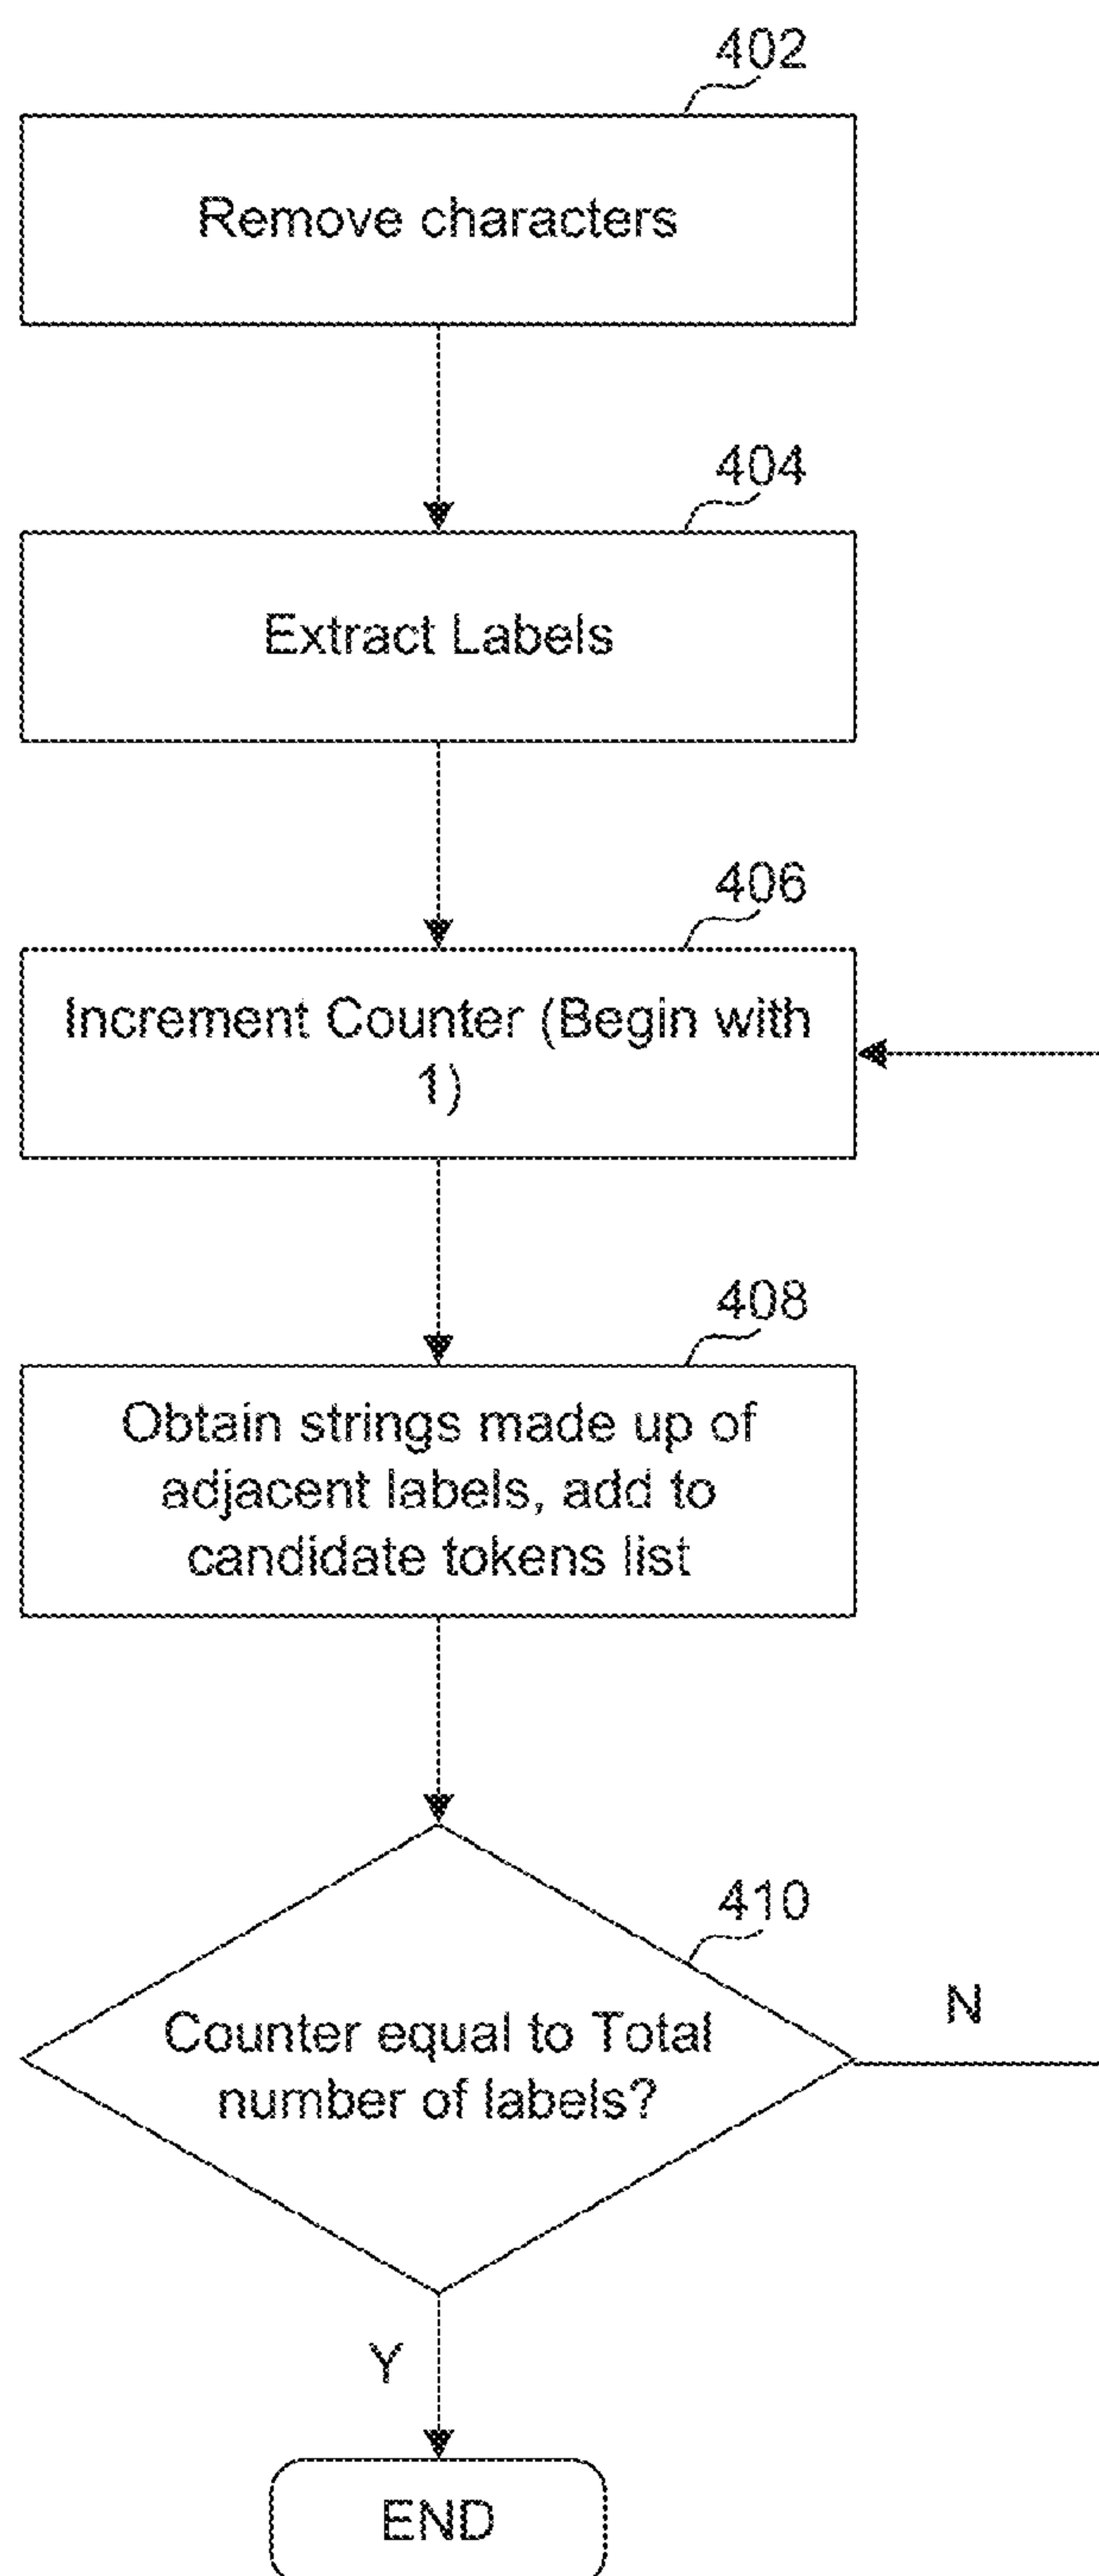 402
Remove characters
404
Extract Labels
406
Increment Counter (Begin with
1)
408
Obtain strings made up of
adjacent labels, add to
candidate tokens list
410
Counter equal to Total
number of labels?
N
Y
END